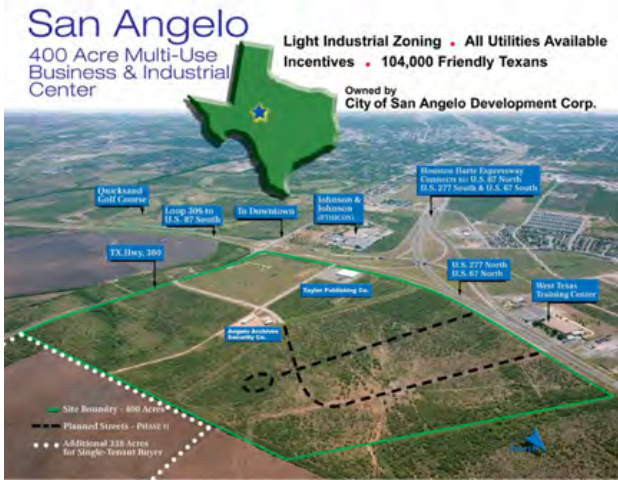 San Angelo
400 Acre Multi-Use
Business & Industrial
Center
Light Industrial Zoning • All Utilities Available
Incentives • 104,000 Friendly Texans
Owned by
City of San Angelo Development Corp.
Quicksand
Golf Course
Loop 306 to
U.S. 87 South
To Downtown
Johnson &
Johnson
(ETHICON)
Houston Harte Expressway
Connects to: U.S. 87 North
U.S. 277 South & U.S. 67 South
TX.Hwy. 380
U.S. 277 North
U.S. 67 North
West Texas
Training Center
Taylor Publishing Co.
Angelo Archives
Security Co.
Site Boundry - 400 Acres
Planned Streets - PHASE II
Additional 338 Acres
for Single-Tenant Buyer